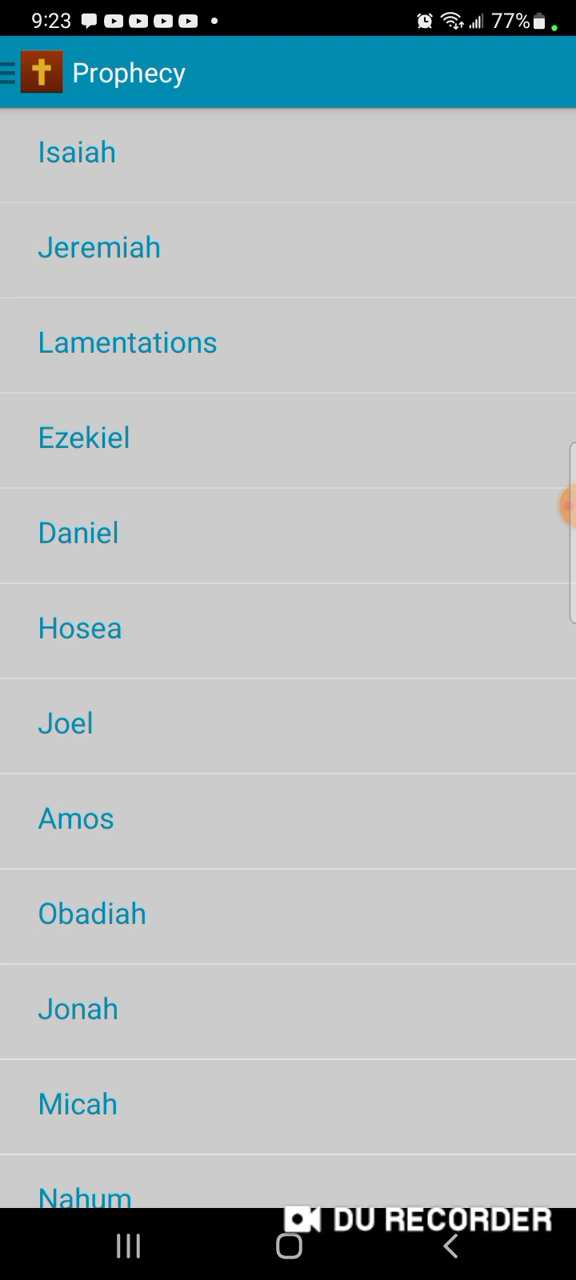 9:23
77%
Prophecy
Isaiah
Jeremiah
Lamentations
Ezekiel
Daniel
Hosea
Joel
Amos
Obadiah
Jonah
Micah
Nahum
DU RECORDER